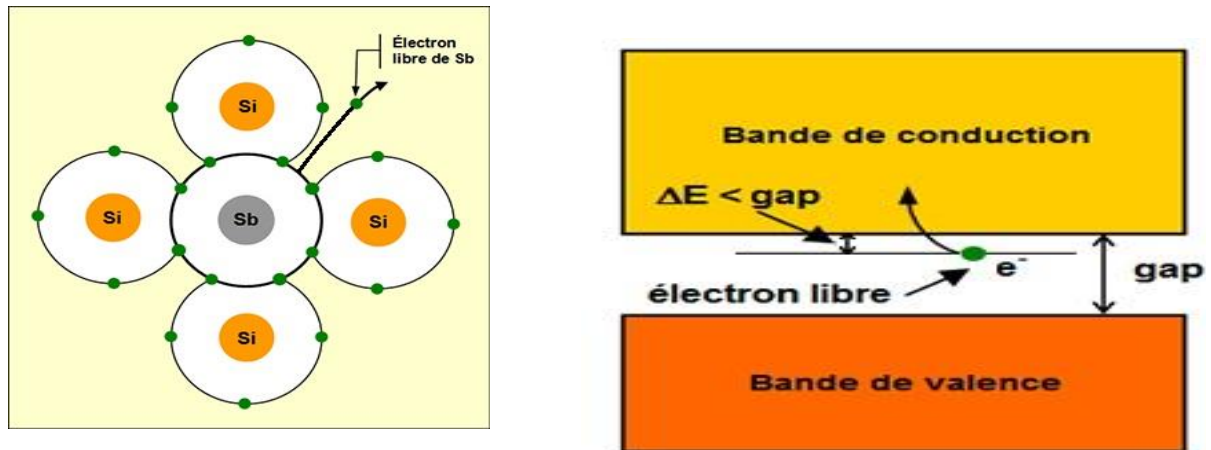 Électron
libre de Sb
Si
Si
Sb
Si
Si
Bande de conduction
ΔE < gap
e⁻
gap
électron libre
Bande de valence